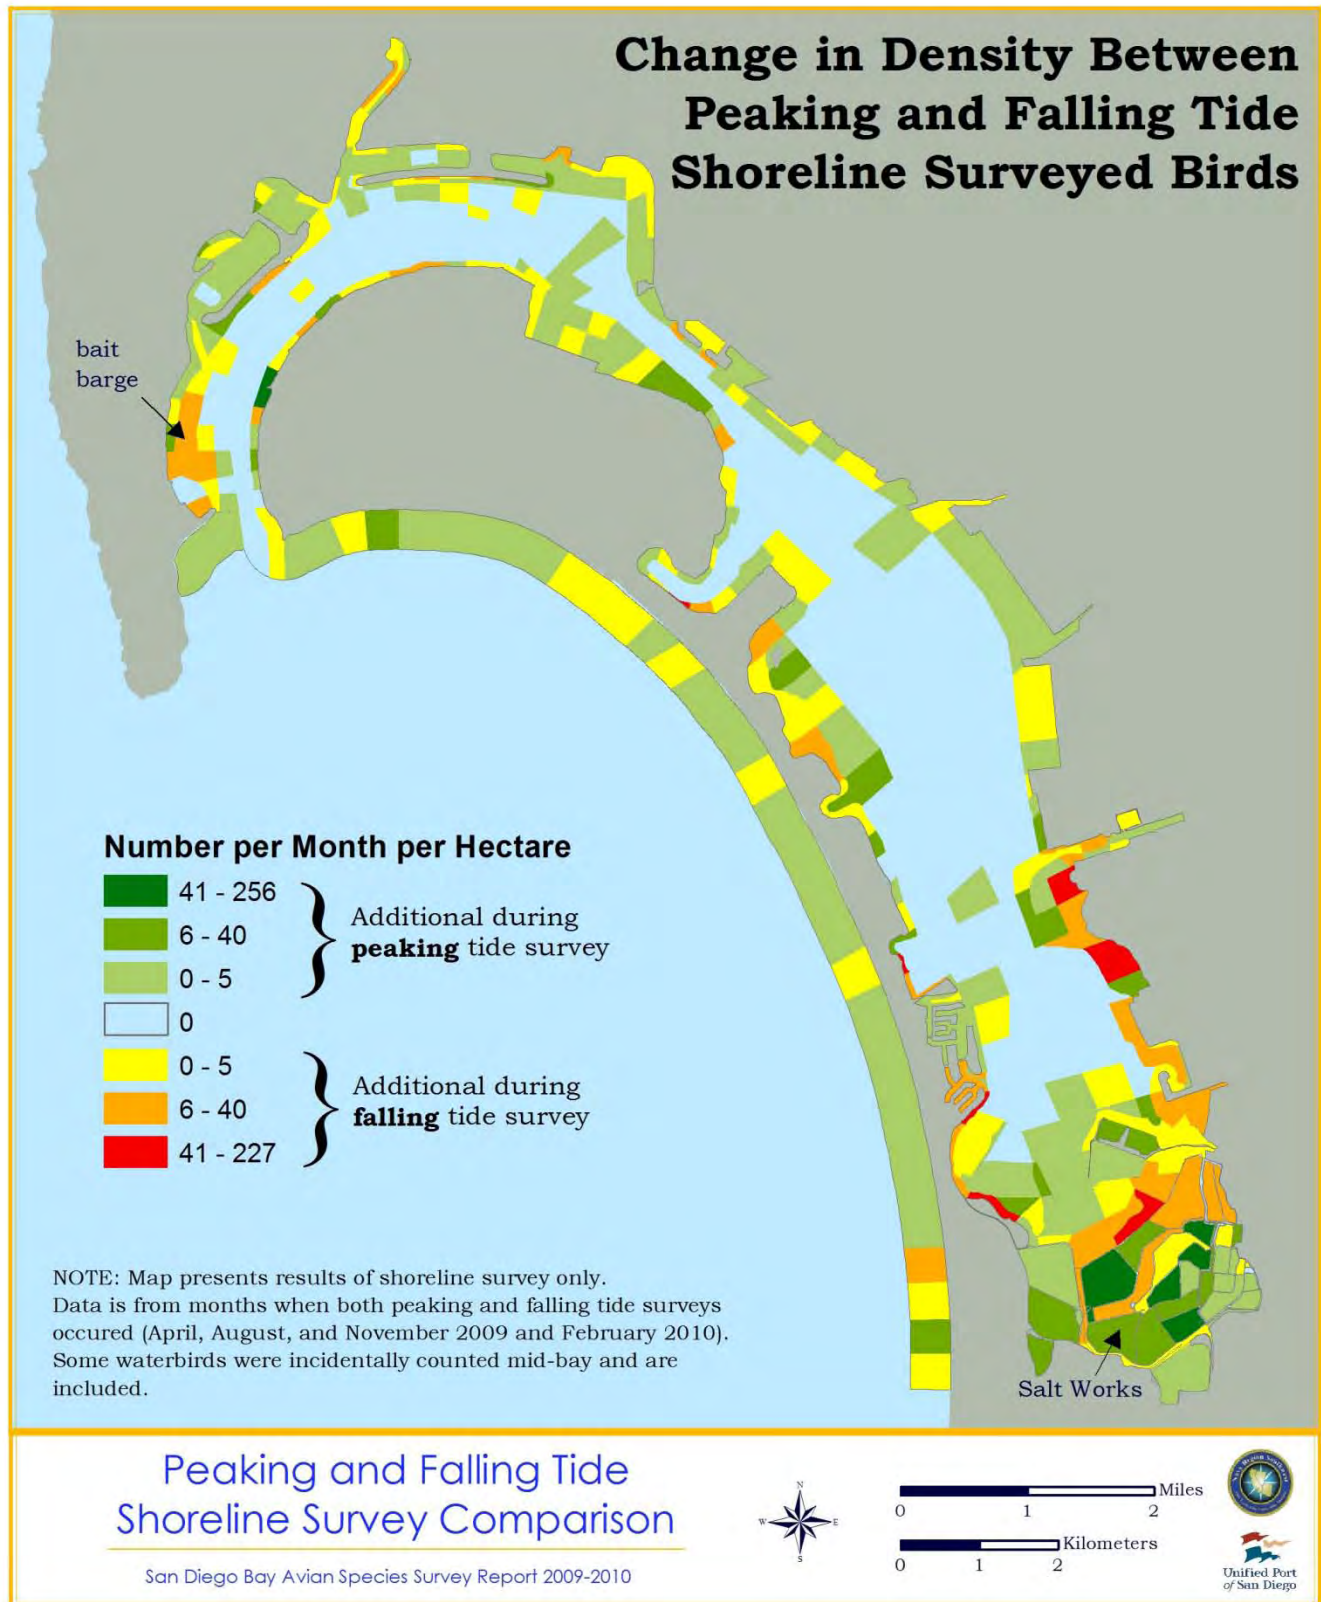 Change in Density Between
Peaking and Falling Tide
Shoreline Surveyed Birds
bait
barge
Number per Month per Hectare
41 - 256
6 - 40
0 - 5
Additional during
peaking tide survey
0
0 - 5
6 - 40
41 - 227
Additional during
falling tide survey
NOTE: Map presents results of shoreline survey only.
Data is from months when both peaking and falling tide surveys
occured (April, August, and November 2009 and February 2010).
Some waterbirds were incidentally counted mid-bay and are
included.
Salt Works
Peaking and Falling Tide
Shoreline Survey Comparison
San Diego Bay Avian Species Survey Report 2009-2010
N
W
E
S
Miles
0 1 2
Kilometers
0 1 2
Unified Port
of San Diego